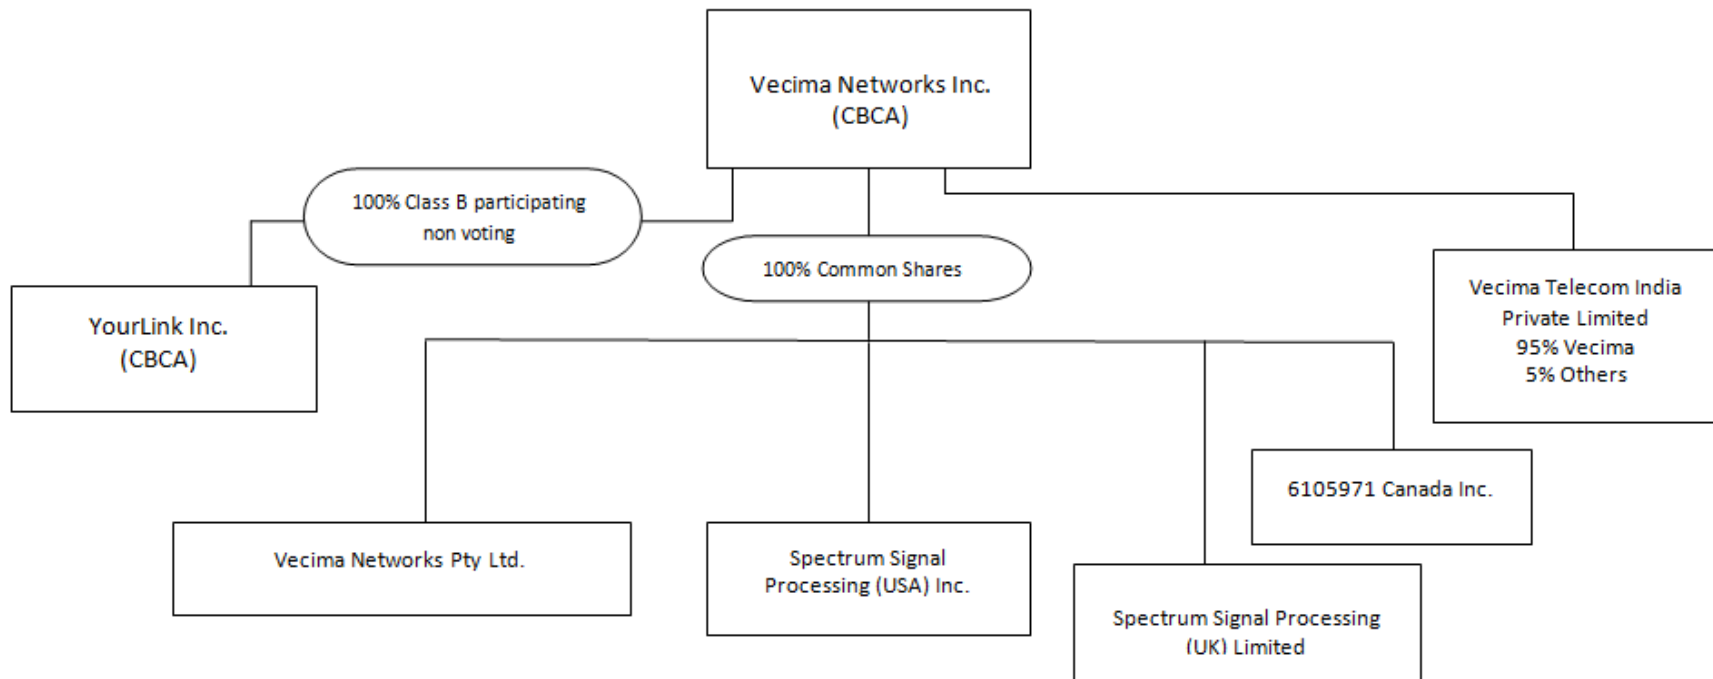 Vecima Networks Inc.
(CBCA)
100% Class B participating
non voting
100% Common Shares
YourLink Inc.
(CBCA)
Vecima Telecom India
Private Limited
95% Vecima
5% Others
6105971 Canada Inc.
Vecima Networks Pty Ltd.
Spectrum Signal
Processing (USA) Inc.
Spectrum Signal Processing
(UK) Limited